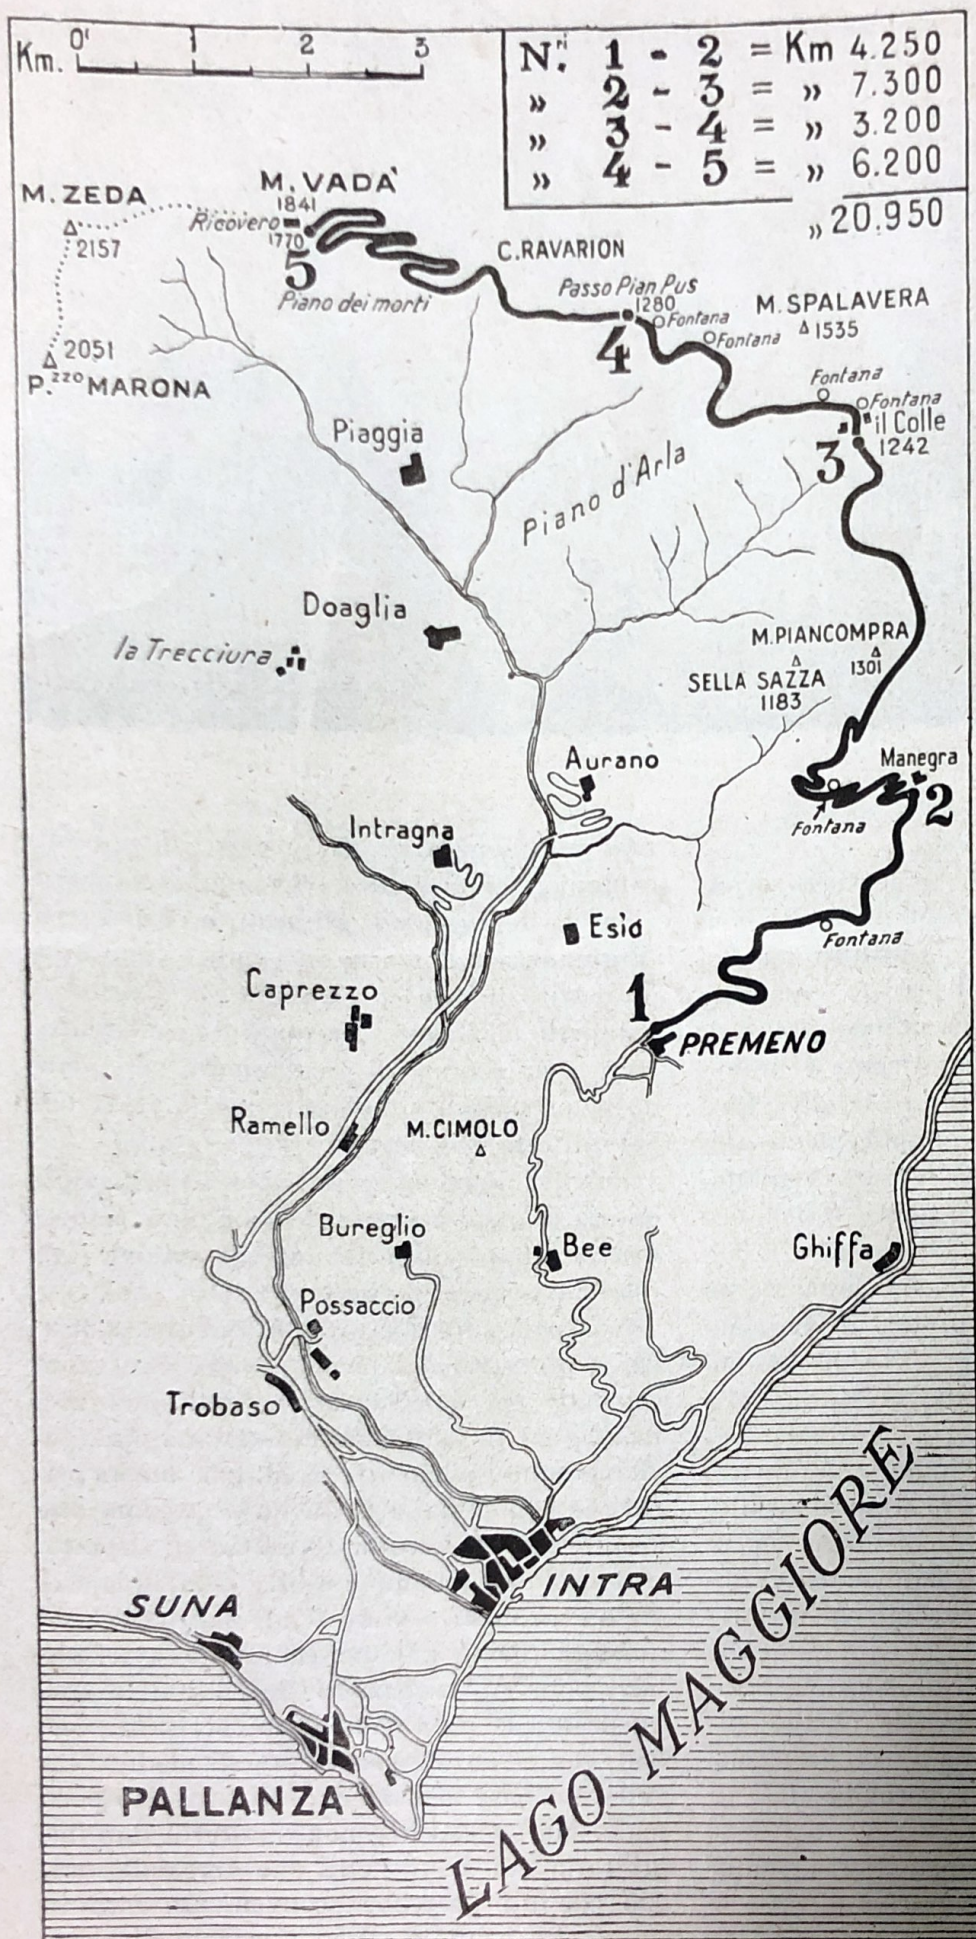 Km. 0' 1 2 3
N.ri 1 - 2 = Km 4.250
„ 2 - 3 = „ 7.300
„ 3 - 4 = „ 3.200
„ 4 - 5 = „ 6.200
„ 20.950
M. ZEDA
2157
M. VADÀ
1841
Ricovero
1770
5
Piano dei morti
C. RAVARION
Passo Pian Pus
1280
Fontana
4
Fontana
M. SPALAVERA
1535
2051
P.zzo MARONA
Fontana
Fontana
il Colle
3
1242
Piaggia
Piano d'Arla
Doaglia
la Trecciura
M. PIANCOMPRA
1301
SELLA SAZZA
1183
Aurano
Manegra
2
Fontana
Intragna
Esìo
Fontana
Caprezzo
1
PREMENO
Ramello
M. CIMOLO
Bureglio
Bee
Ghiffa
Possaccio
Trobaso
INTRA
SUNA
PALLANZA
LAGO MAGGIORE